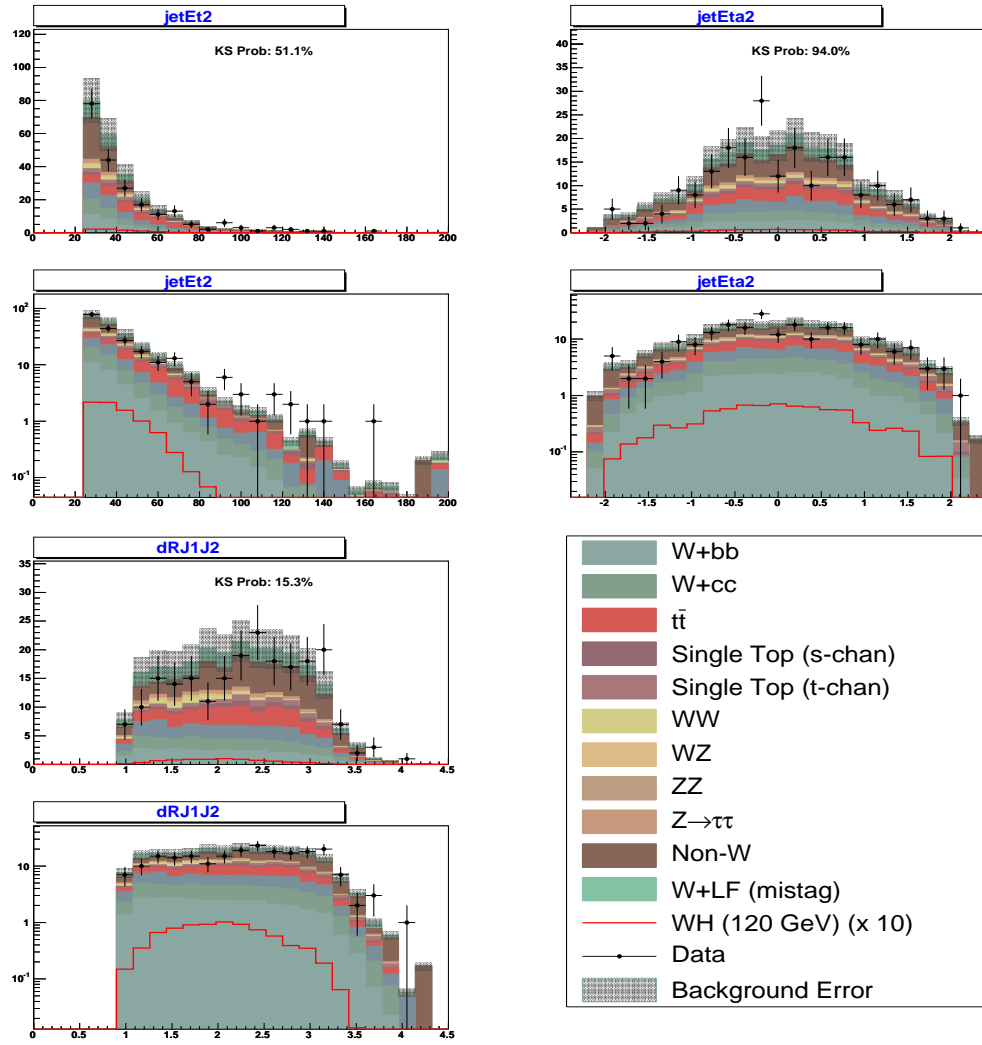 jetEt2
KS Prob: 51.1%
120
100
80
60
40
20
0
0 20 40 60 80 100 120 140 160 180 200
jetEta2
KS Prob: 94.0%
40
35
30
25
20
15
10
5
0
-2 -1.5 -1 -0.5 0 0.5 1 1.5 2
jetEt2
10²
10
1
10⁻¹
0 20 40 60 80 100 120 140 160 180 200
jetEta2
10
1
10⁻¹
-2 -1.5 -1 -0.5 0 0.5 1 1.5 2
dRJ1J2
KS Prob: 15.3%
35
30
25
20
15
10
5
0
0 0.5 1 1.5 2 2.5 3 3.5 4 4.5
dRJ1J2
10
1
10⁻¹
0 0.5 1 1.5 2 2.5 3 3.5 4 4.5
W+bb
W+cc
tt̄
Single Top (s-chan)
Single Top (t-chan)
WW
WZ
ZZ
Z→ττ
Non-W
W+LF (mistag)
WH (120 GeV) (x 10)
Data
Background Error